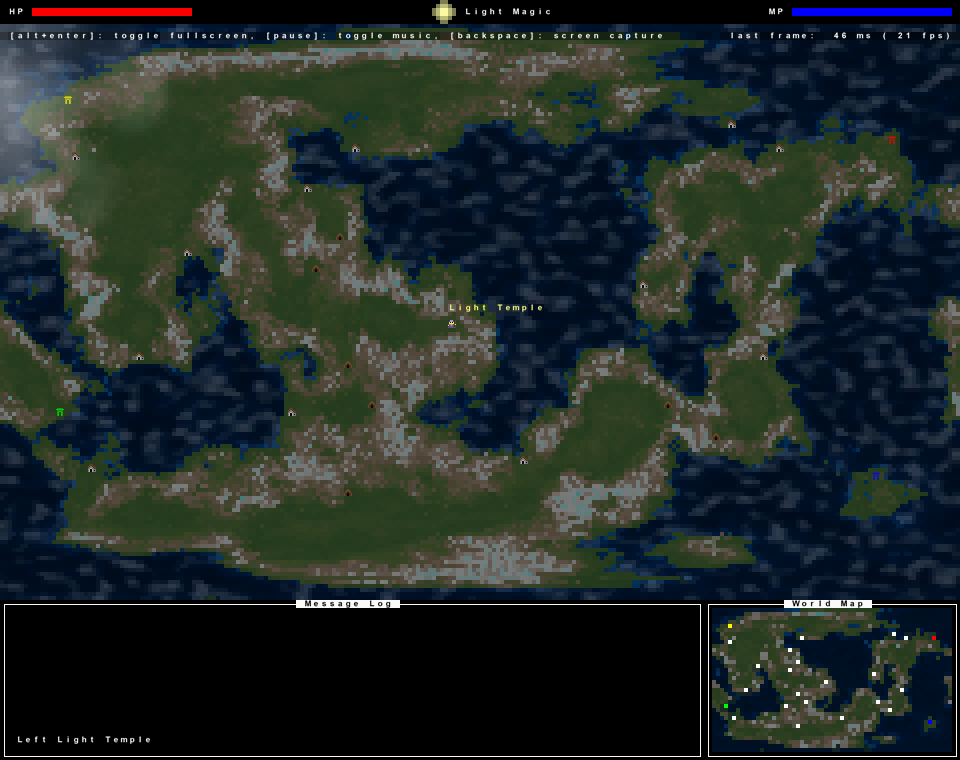 HP Light Magic MP
[alt+enter]: toggle fullscreen, [pause]: toggle music, [backspace]: screen capture last frame: 46 ms ( 21 fps)
Light Temple
Message Log World Map
Left Light Temple